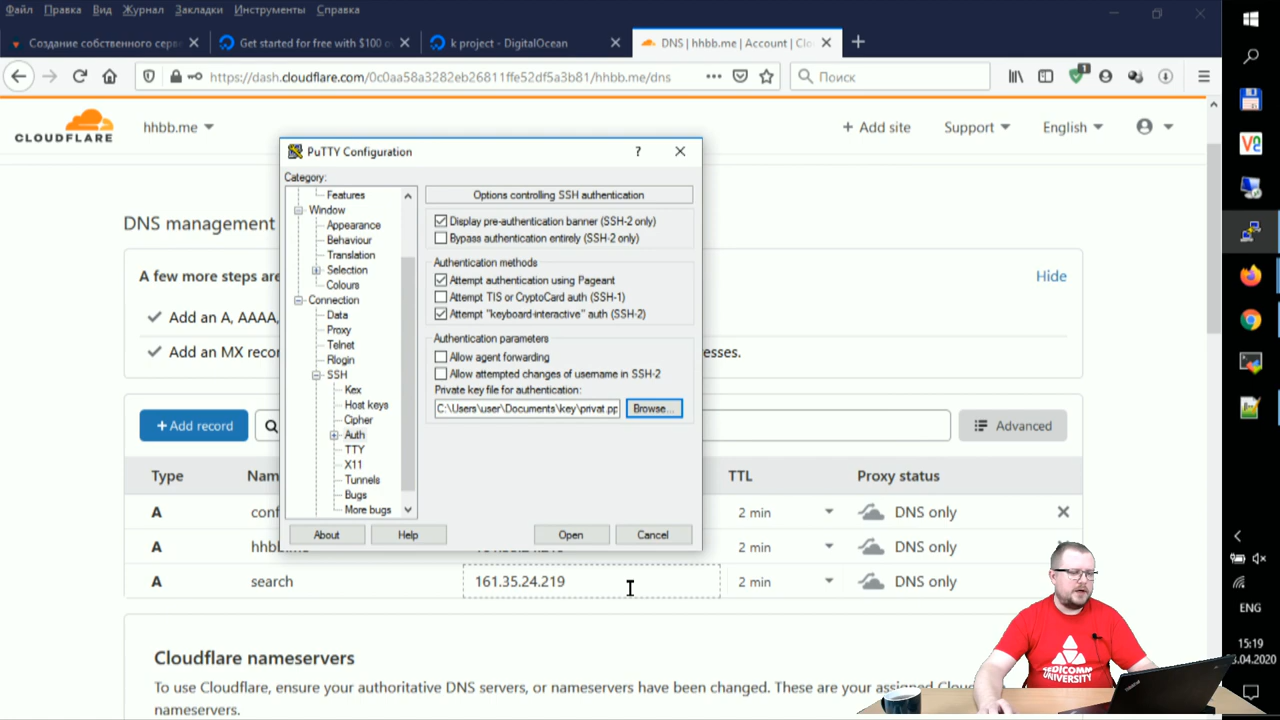 Файл Правка Вид Журнал Закладки Инструменты Справка
Создание собственного серв
Get started for free with $100 o
k project - DigitalOcean
DNS | hhbb.me | Account | Clo
https://dash.cloudflare.com/0c0aa58a3282eb26811ffe52df5a3b81/hhbb.me/dns
Поиск
1
CLOUDFLARE
hhbb.me
+ Add site
Support
English
DNS management
A few more steps are
Hide
Add an A, AAAA,
Add an MX recor
esses.
+ Add record
Advanced
Type Nam TTL Proxy status
A conf 2 min DNS only
A hhbb.me 2 min DNS only
A search 161.35.24.219 2 min DNS only
Cloudflare nameservers
To use Cloudflare, ensure your authoritative DNS servers, or nameservers have been changed. These are your assigned Clou
nameservers.
PuTTY Configuration
?
Category:
Features
Window
Appearance
Behaviour
Translation
Selection
Colours
Connection
Data
Proxy
Telnet
Rlogin
SSH
Kex
Host keys
Cipher
Auth
TTY
X11
Tunnels
Bugs
More bugs
Options controlling SSH authentication
Display pre-authentication banner (SSH-2 only)
Bypass authentication entirely (SSH-2 only)
Authentication methods
Attempt authentication using Pageant
Attempt TIS or CryptoCard auth (SSH-1)
Attempt "keyboard-interactive" auth (SSH-2)
Authentication parameters
Allow agent forwarding
Allow attempted changes of username in SSH-2
Private key file for authentication:
C:\Users\user\Documents\key\privat.pp
Browse...
About
Help
Open
Cancel
ENG
15:19
.04.2020
EDICOMM
UNIVERSITY